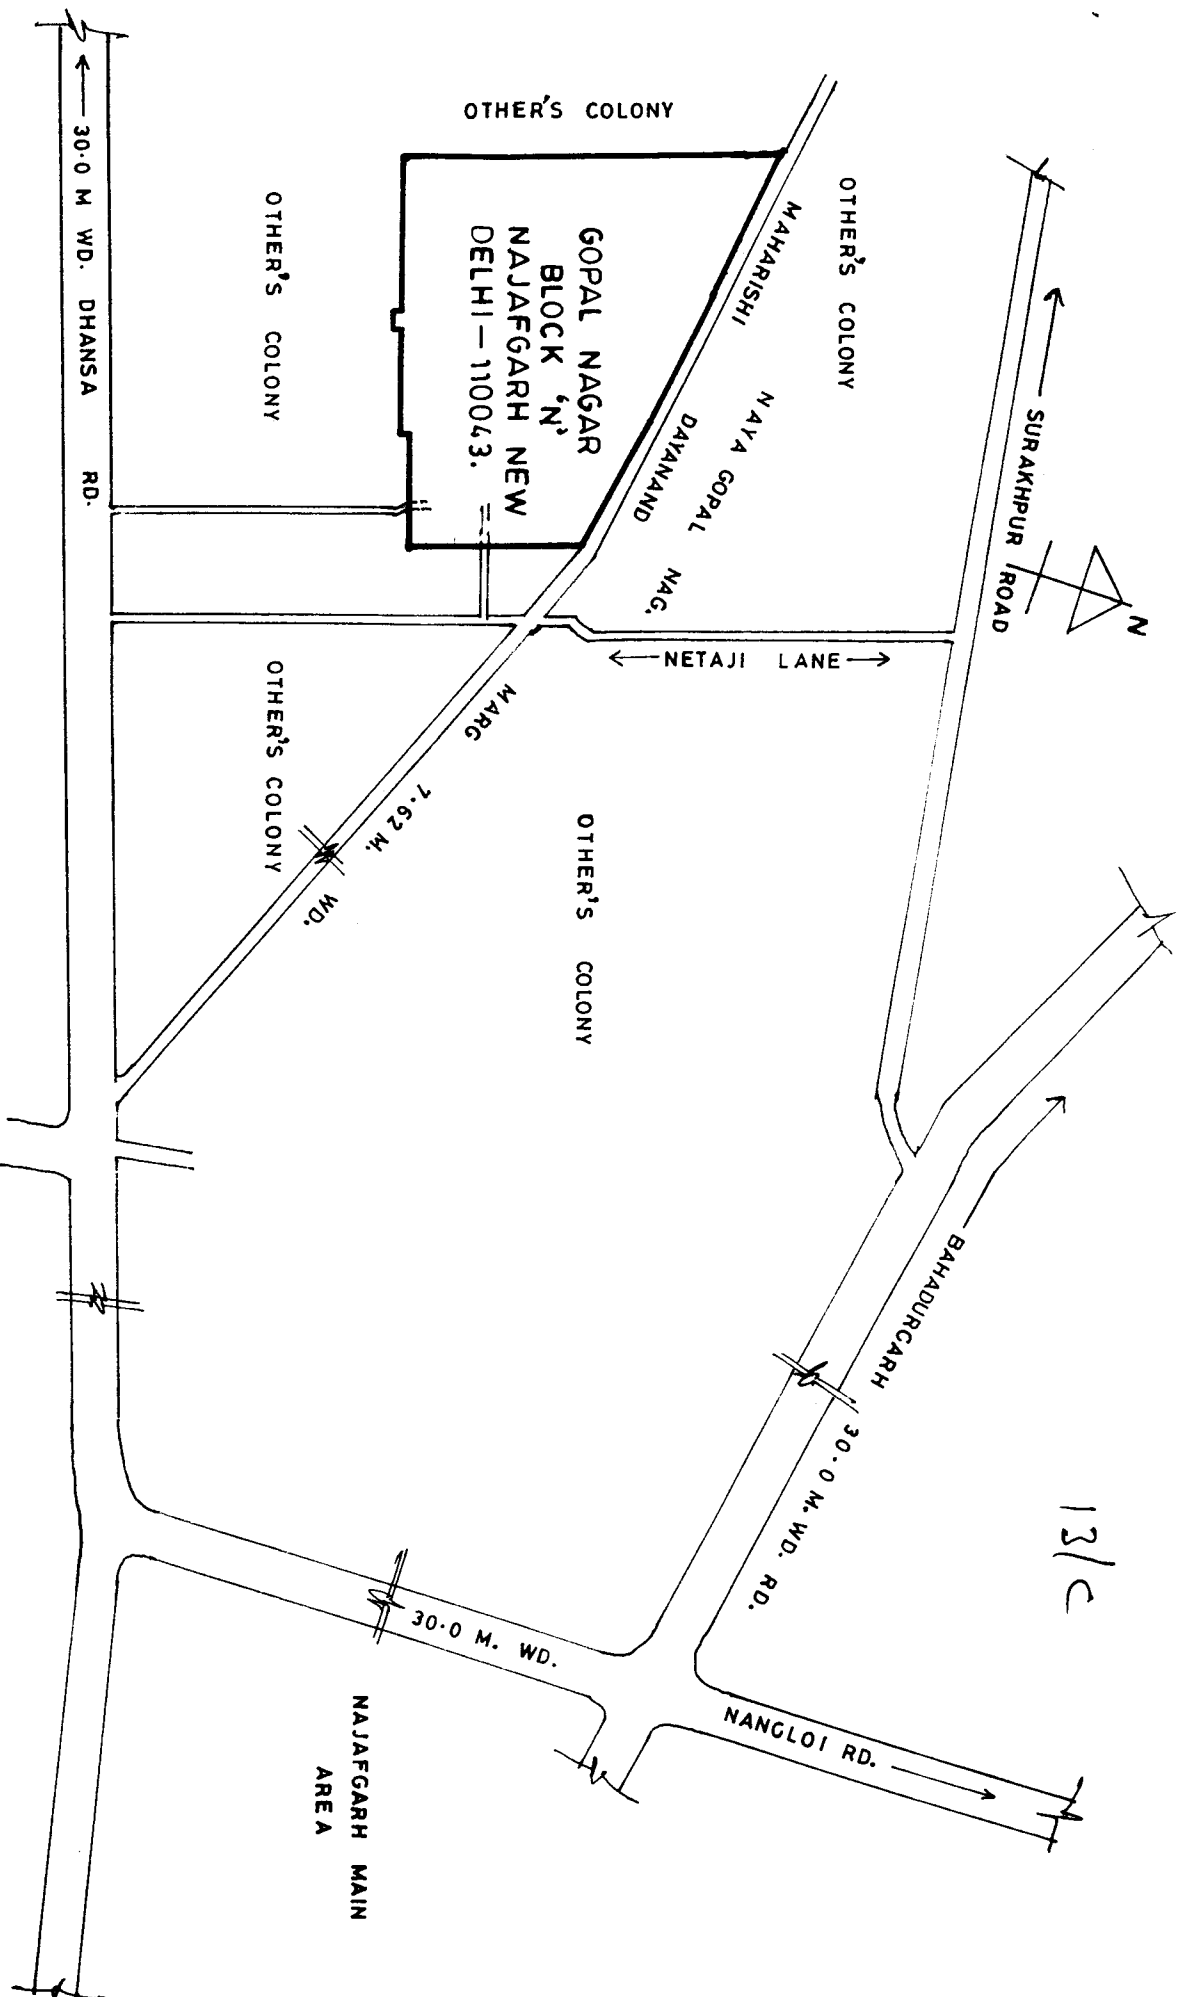 13/C
N
SURAKHPUR ROAD
BAHADURGARH
30·0 M. WD. RD.
NANGLOI RD.
OTHER'S COLONY
NAYA GOPAL NAG.
MAHARISHI DAYANAND MARG 7·62 M. WD.
NETAJI LANE
OTHER'S COLONY
GOPAL NAGAR
BLOCK 'N'
NAJAFGARH NEW
DELHI-110043.
OTHER'S COLONY
OTHER'S COLONY
OTHER'S COLONY
30·0 M. WD.
NAJAFGARH MAIN
AREA
30·0 M WD. DHANSA RD.